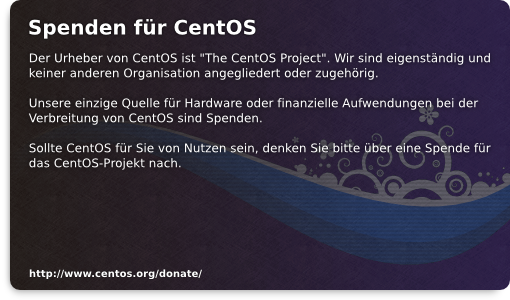 Spenden für CentOS
Der Urheber von CentOS ist "The CentOS Project". Wir sind eigenständig und
keiner anderen Organisation angegliedert oder zugehörig.
Unsere einzige Quelle für Hardware oder finanzielle Aufwendungen bei der
Verbreitung von CentOS sind Spenden.
Sollte CentOS für Sie von Nutzen sein, denken Sie bitte über eine Spende für
das CentOS-Projekt nach.
http://www.centos.org/donate/